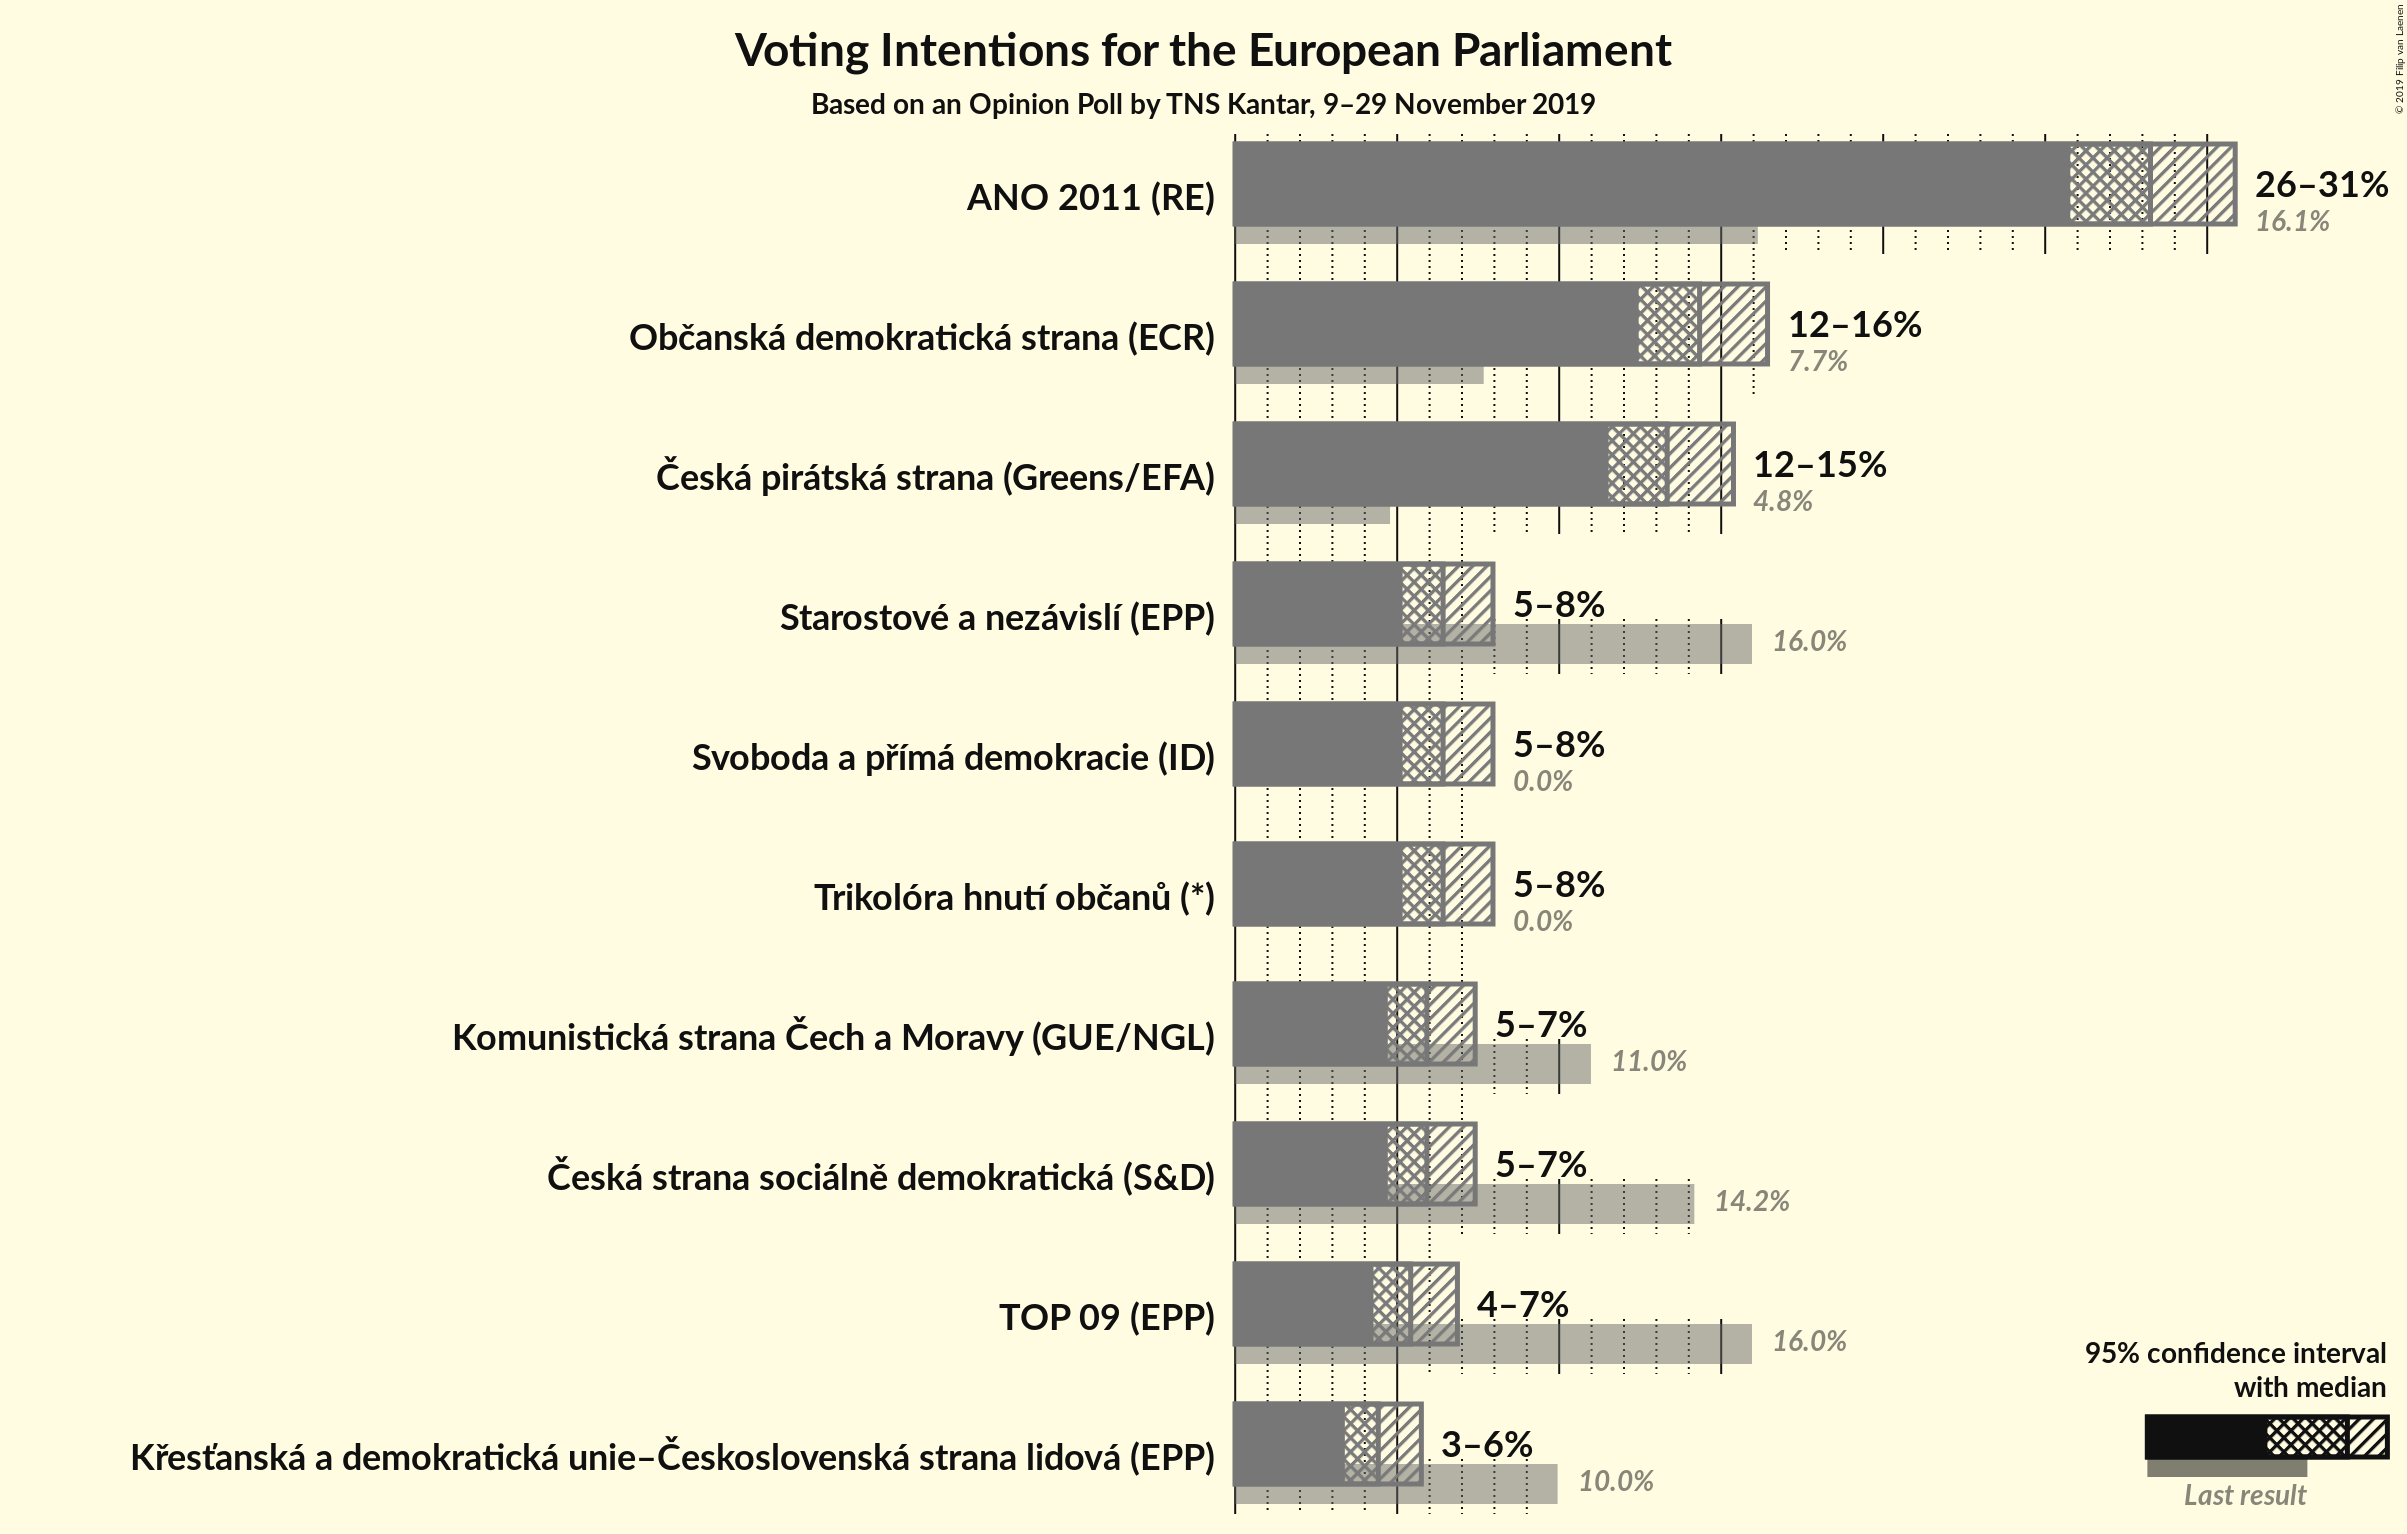 Voting Intentions for the European Parliament
Based on an Opinion Poll by TNS Kantar, 9–29 November 2019
© 2019 Filip van Laenen
ANO 2011 (RE)
26–31%
16.1%
Občanská demokratická strana (ECR)
12–16%
7.7%
Česká pirátská strana (Greens/EFA)
12–15%
4.8%
Starostové a nezávislí (EPP)
5–8%
16.0%
Svoboda a přímá demokracie (ID)
5–8%
0.0%
Trikolóra hnutí občanů (*)
5–8%
0.0%
Komunistická strana Čech a Moravy (GUE/NGL)
5–7%
11.0%
Česká strana sociálně demokratická (S&D)
5–7%
14.2%
TOP 09 (EPP)
4–7%
16.0%
Křesťanská a demokratická unie–Československá strana lidová (EPP)
3–6%
10.0%
95% confidence interval
with median
Last result